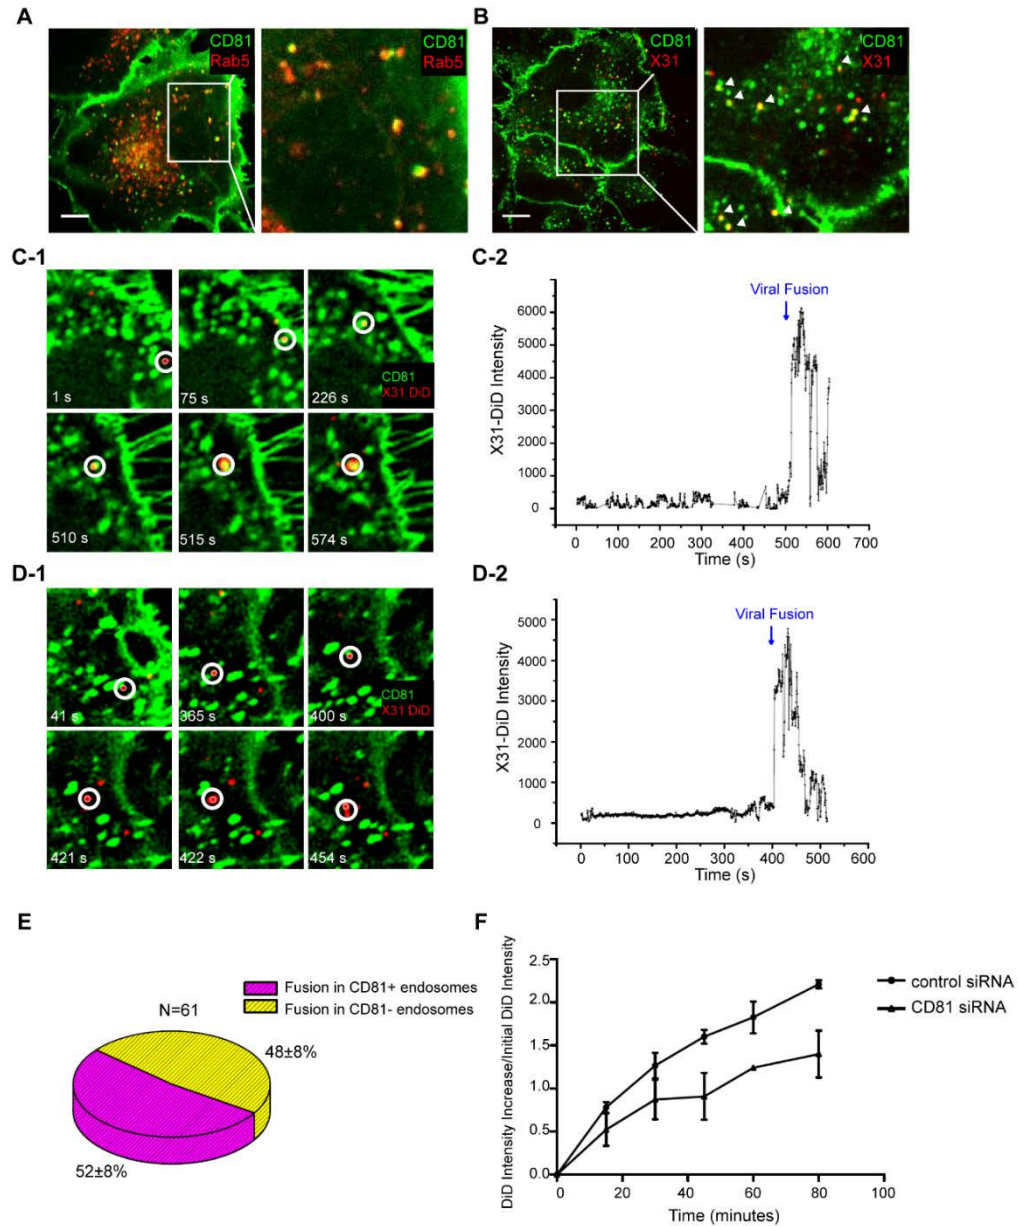 A
CD81
Rab5
CD81
Rab5
B
CD81
X31
CD81
X31
C-1
1 s
75 s
226 s
CD81
X31 DiD
510 s
515 s
574 s
C-2
Viral Fusion
X31-DiD Intensity
6000
5000
4000
3000
2000
1000
0
0 100 200 300 400 500 600 700
Time (s)
D-1
41 s
365 s
400 s
CD81
X31 DiD
421 s
422 s
454 s
D-2
Viral Fusion
X31-DiD Intensity
5000
4000
3000
2000
1000
0
0 100 200 300 400 500 600
Time (s)
E
Fusion in CD81+ endosomes
Fusion in CD81- endosomes
N=61
48±8%
52±8%
F
DiD Intensity Increase/Initial DiD Intensity
2.5
2.0
1.5
1.0
0.5
0.0
0 20 40 60 80 100
Time (minutes)
control siRNA
CD81 siRNA